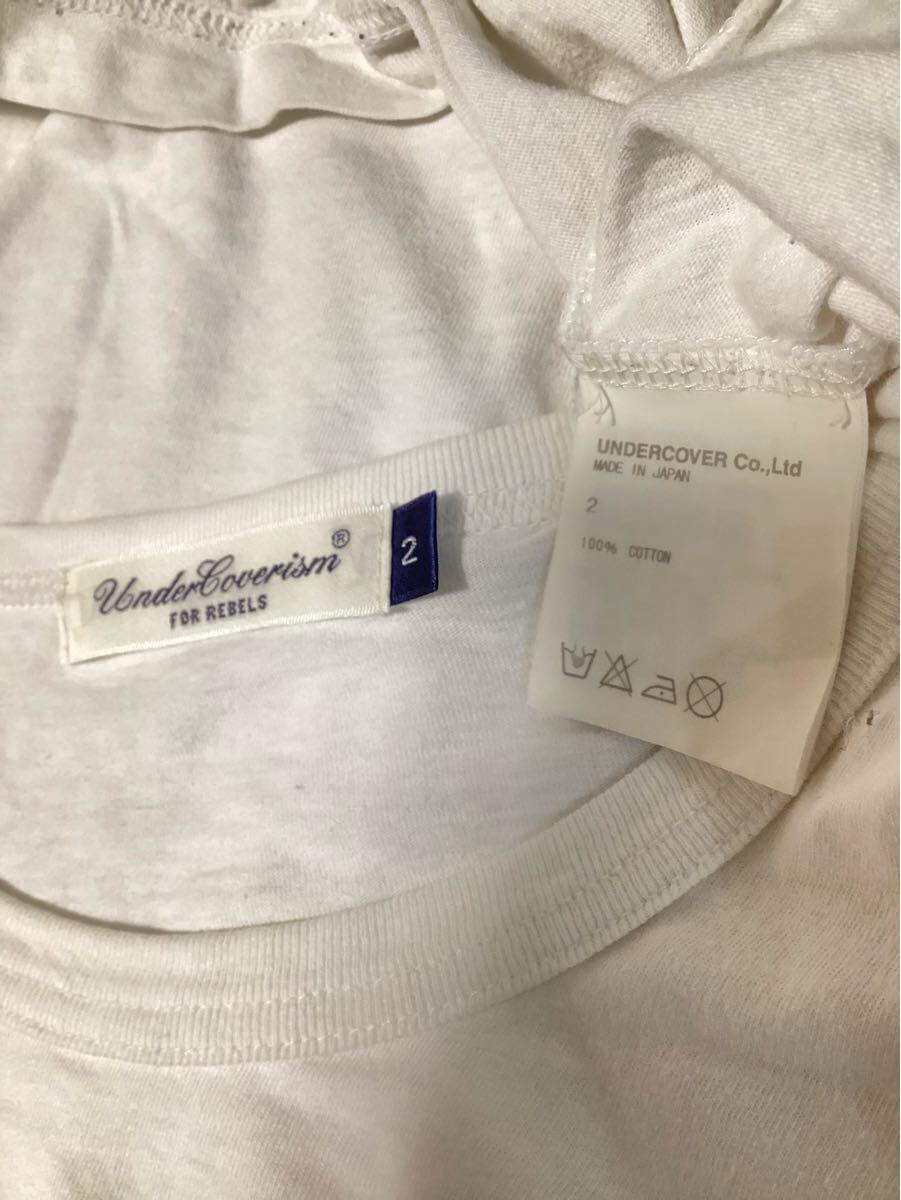 UnderCoverism®
FOR REBELS
2
UNDERCOVER Co.,Ltd
MADE IN JAPAN
2
100% COTTON